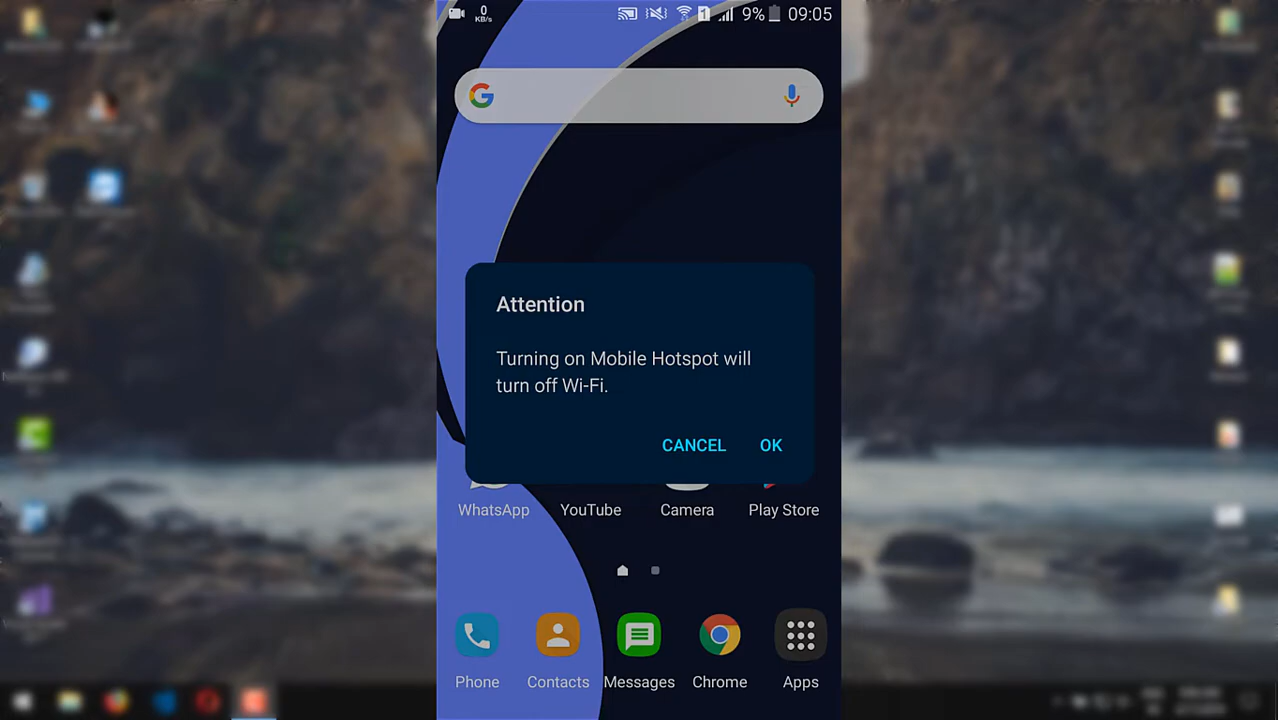 0
KB/s
1
9%
09:05
Attention
Turning on Mobile Hotspot will
turn off Wi-Fi.
CANCEL
OK
WhatsApp
YouTube
Camera
Play Store
Phone
Contacts
Messages
Chrome
Apps